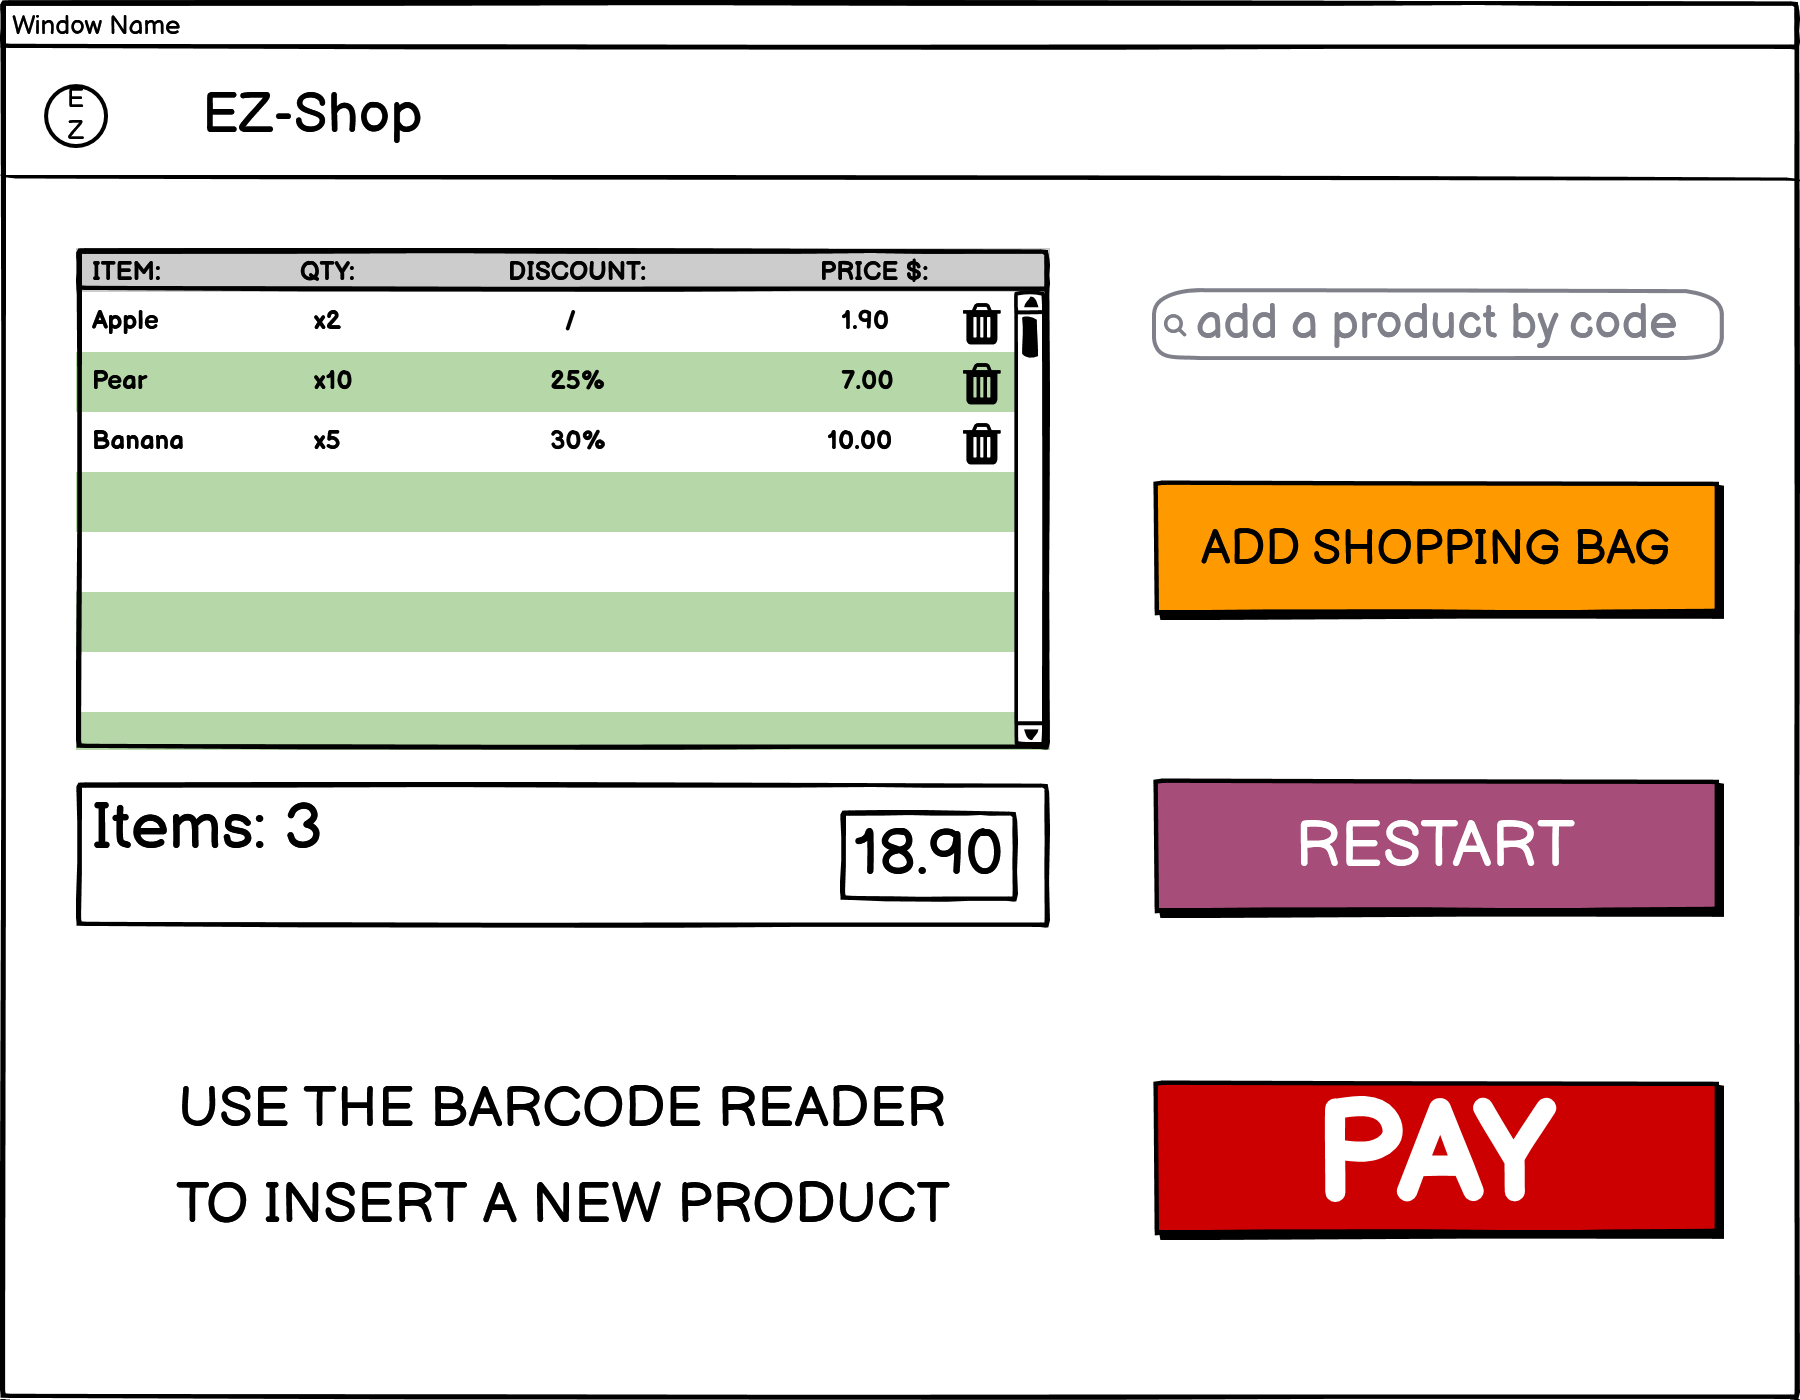 Window Name
E
Z
EZ-Shop
ITEM: QTY: DISCOUNT: PRICE $:
Apple x2 / 1.90
Pear x10 25% 7.00
Banana x5 30% 10.00
add a product by code
ADD SHOPPING BAG
Items: 3
18.90
RESTART
USE THE BARCODE READER
TO INSERT A NEW PRODUCT
PAY